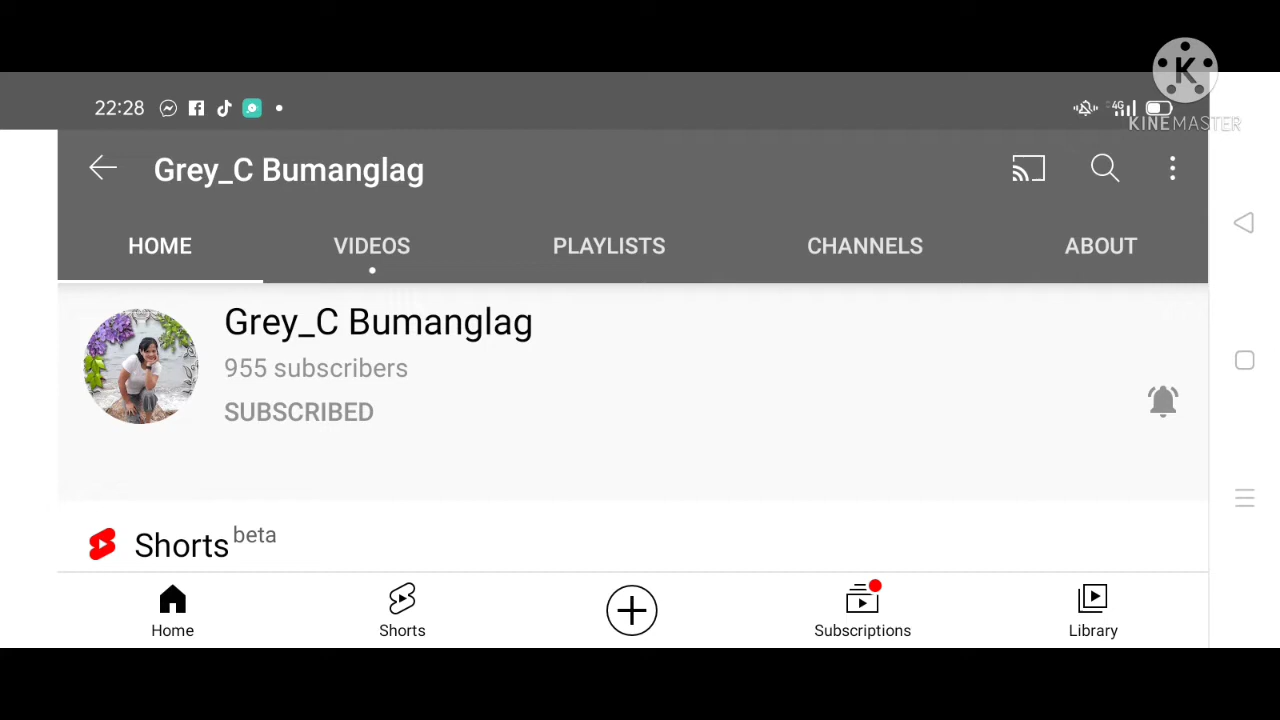 22:28
4G
KINEMASTER
Grey_C Bumanglag
HOME VIDEOS PLAYLISTS CHANNELS ABOUT
Grey_C Bumanglag
955 subscribers
SUBSCRIBED
Shorts beta
Home Shorts Subscriptions Library